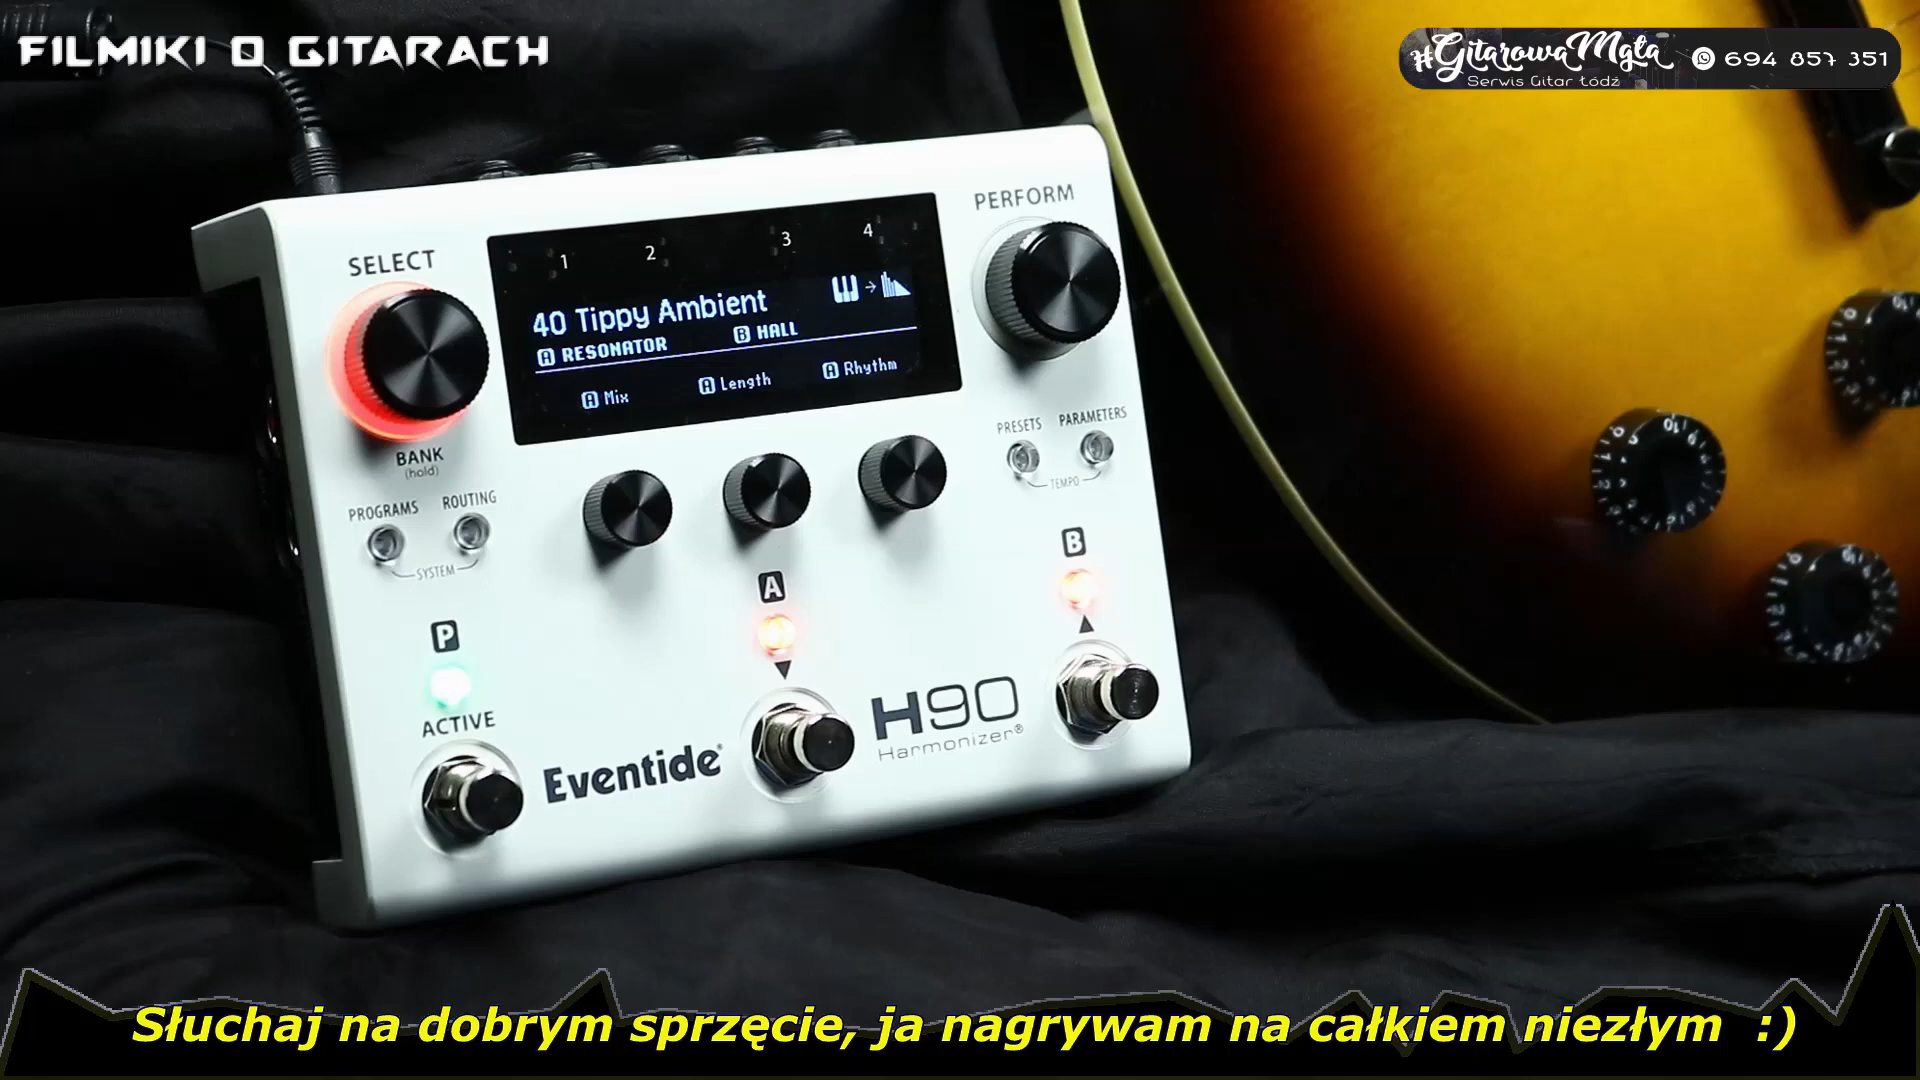 FILMIKI O GITARACH
#GitarowaMgła
Serwis Gitar Łódź
694 857 351
SELECT
PERFORM
1 2 3 4
40 Tippy Ambient
A RESONATOR B HALL
A Mix A Length A Rhythm
BANK
(hold)
PRESETS PARAMETERS
TEMPO
PROGRAMS ROUTING
SYSTEM
P
A
B
ACTIVE
Eventide®
H90
Harmonizer®
Słuchaj na dobrym sprzęcie, ja nagrywam na całkiem niezłym :)